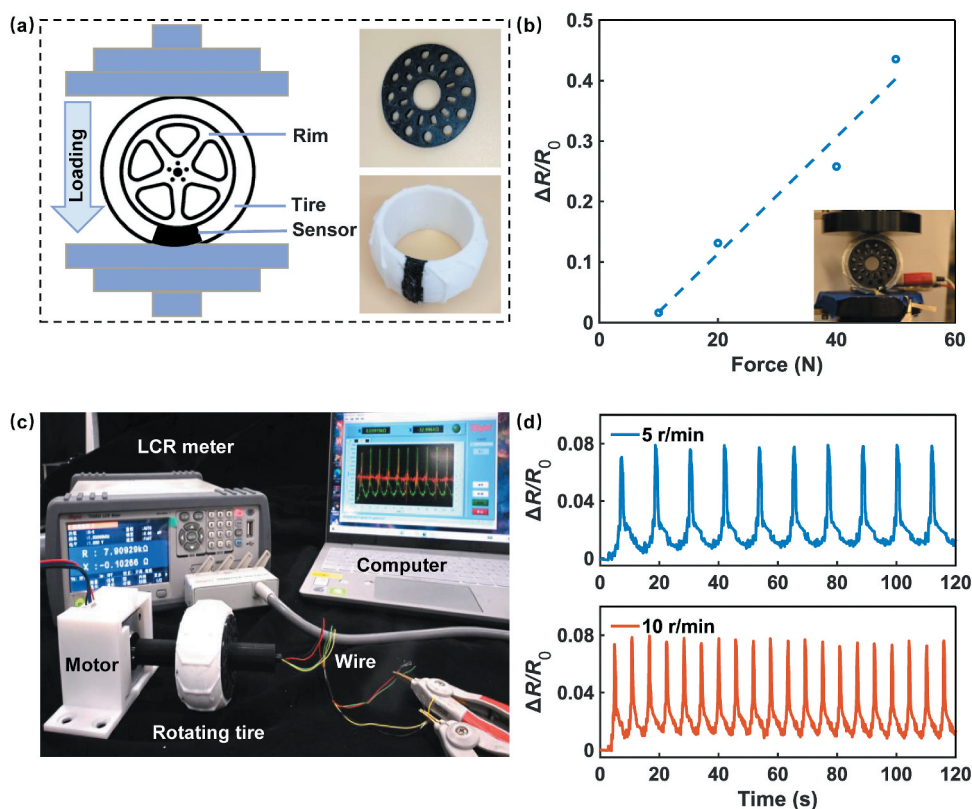 (a)
Loading
Rim
Tire
Sensor
(b)
ΔR/R0
0.5
0.4
0.3
0.2
0.1
0
0
20
40
60
Force (N)
(c)
LCR meter
R : 7.90929kΩ
X : -0.10266 Ω
Computer
Motor
Wire
Rotating tire
(d)
ΔR/R0
0.08
0.04
0
5 r/min
0
20
40
60
80
100
120
ΔR/R0
0.08
0.04
0
10 r/min
0
20
40
60
80
100
120
Time (s)